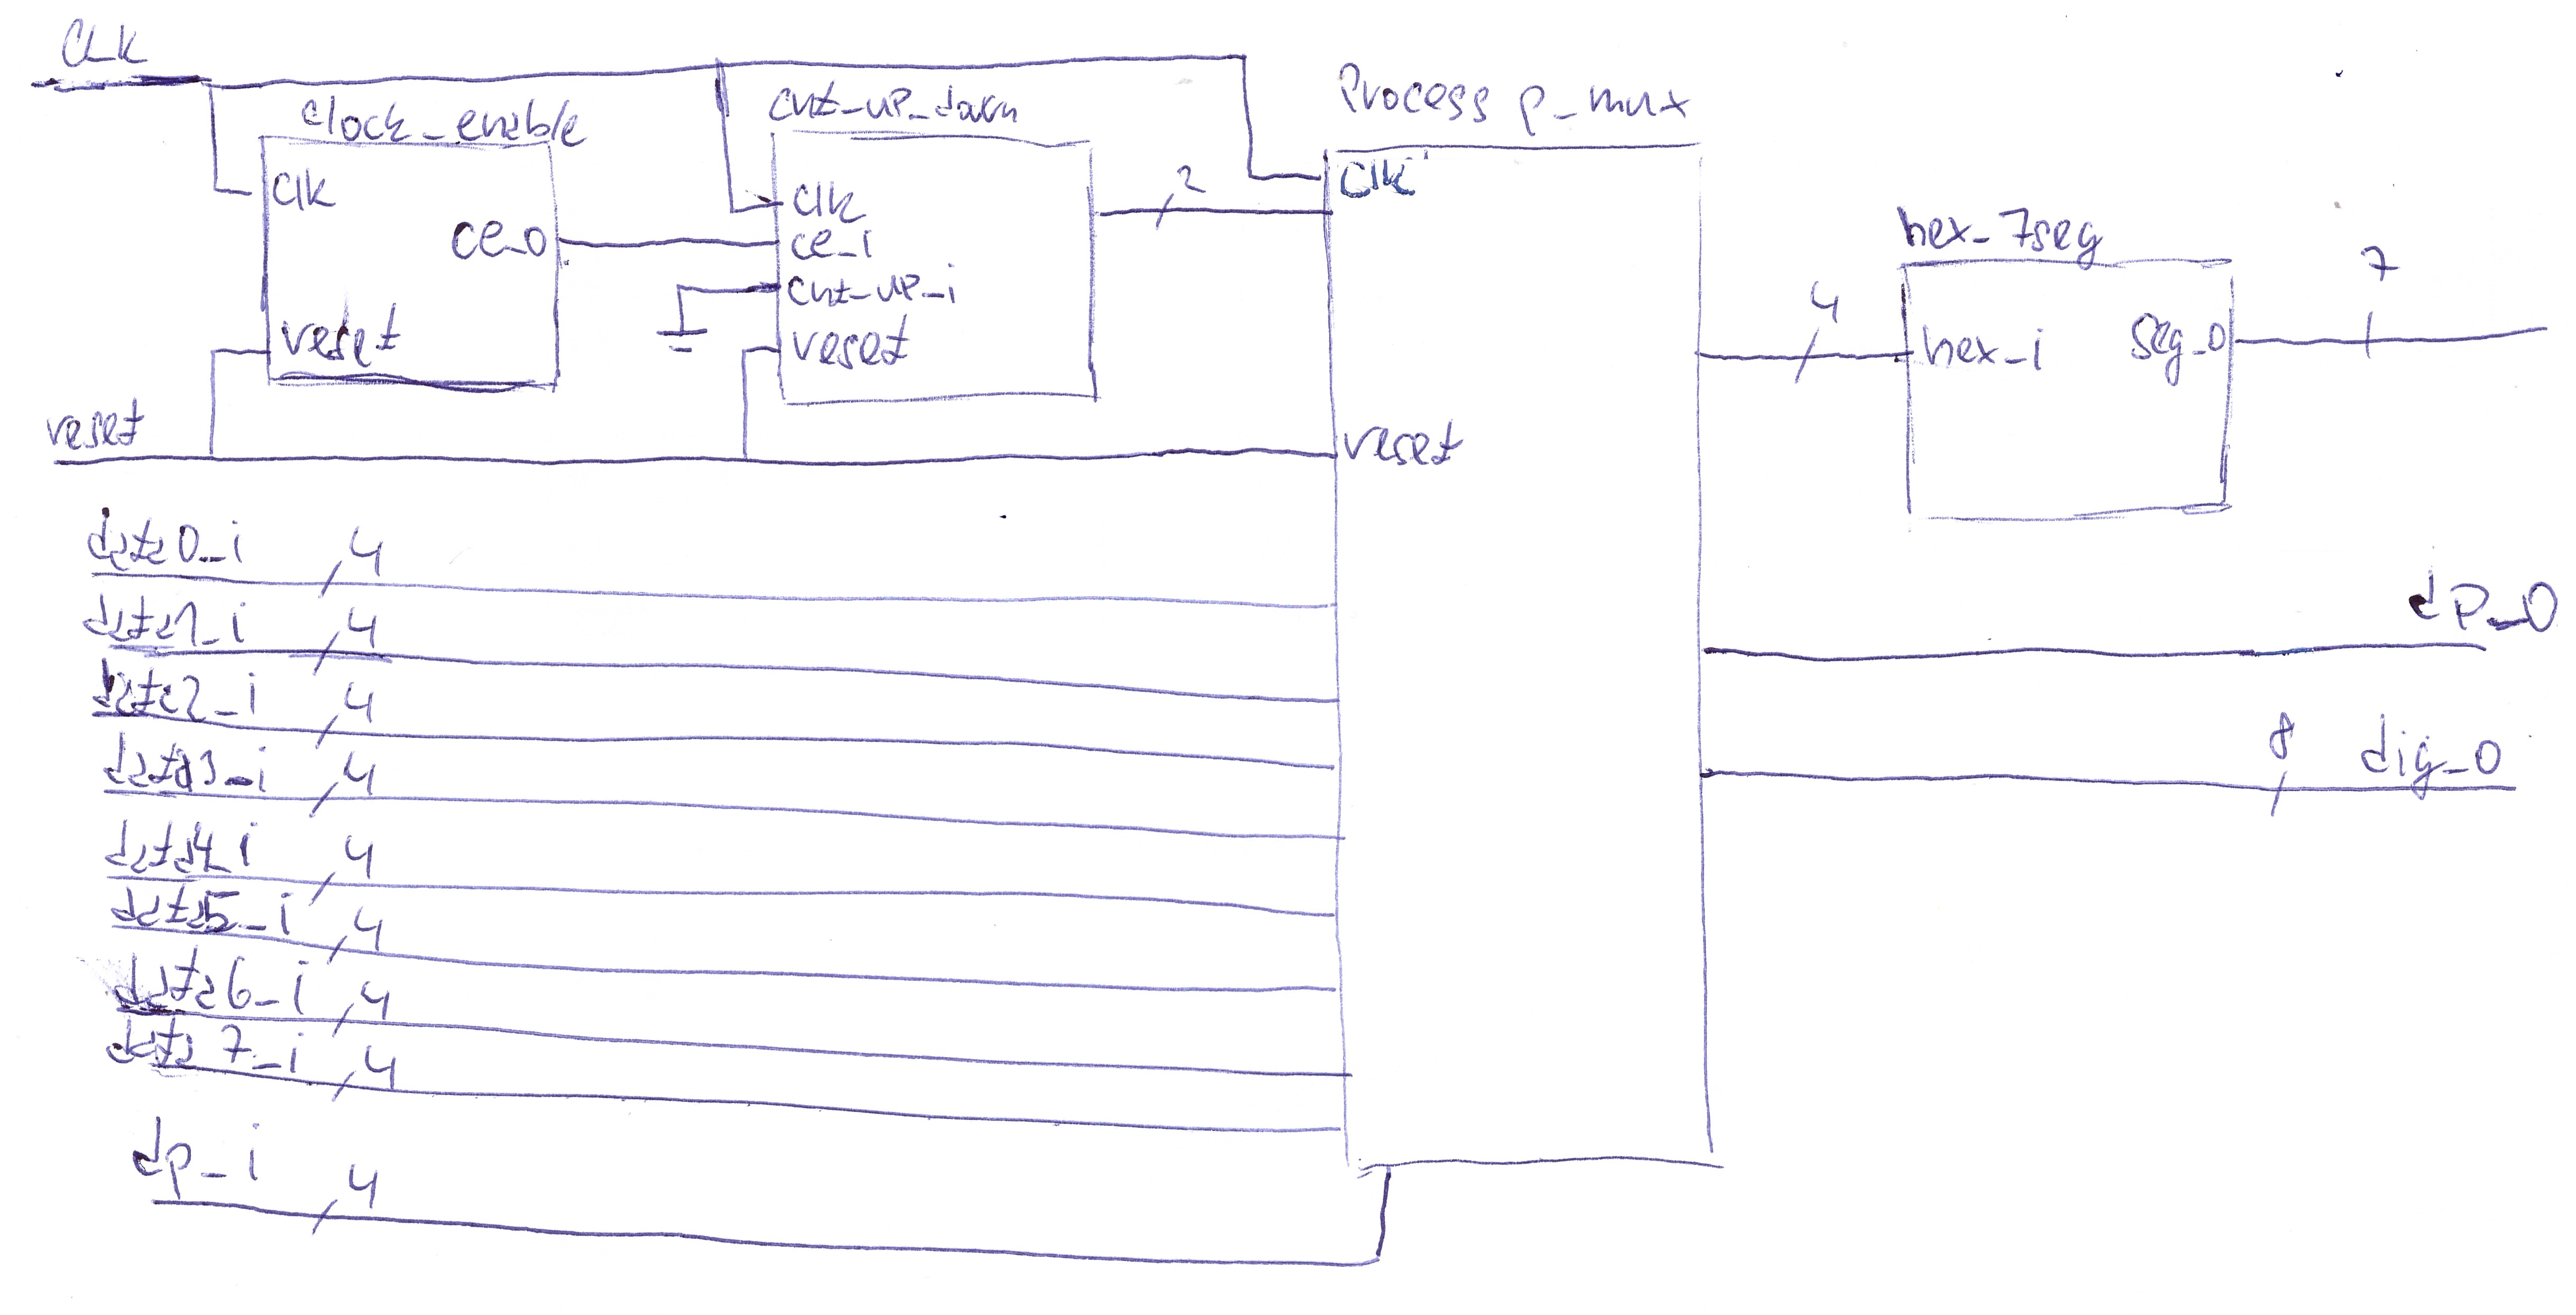 CLK
clock_enable
clk
ce_o
reset
cnt_up_down
clk
ce_i
cnt_up_i
reset
2
Process p_mux
Clk
reset
4
hex_7seg
hex_i
seg_o
7
reset
data0_i 4
data1_i 4
data2_i 4
data3_i 4
data4_i 4
data5_i 4
data6_i 4
data7_i 4
dp_i 4
dp_o
8 dig_o